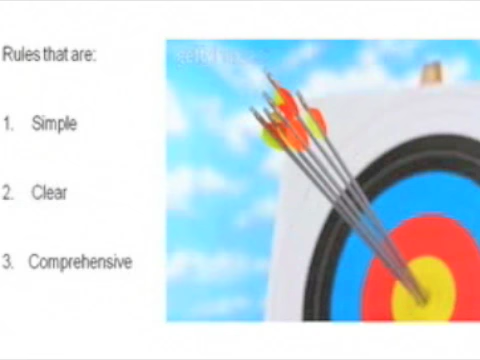 Rules that are:
1. Simple
2. Clear
3. Comprehensive